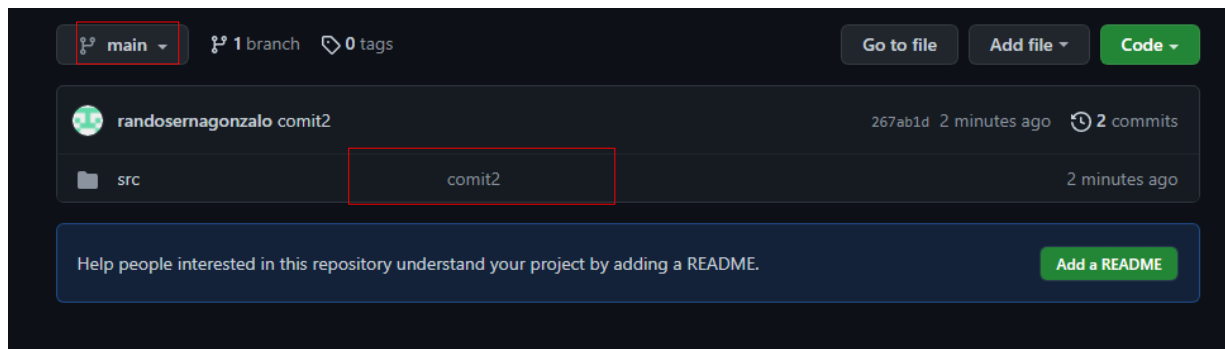 main 1 branch 0 tags Go to file Add file Code
randosernagonzalo comit2 267ab1d 2 minutes ago 2 commits
src comit2 2 minutes ago
Help people interested in this repository understand your project by adding a README. Add a README